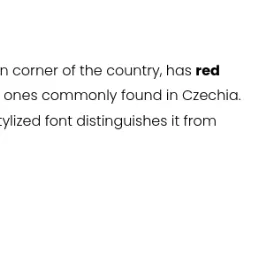 n corner of the country, has red
ones commonly found in Czechia.
tylized font distinguishes it from